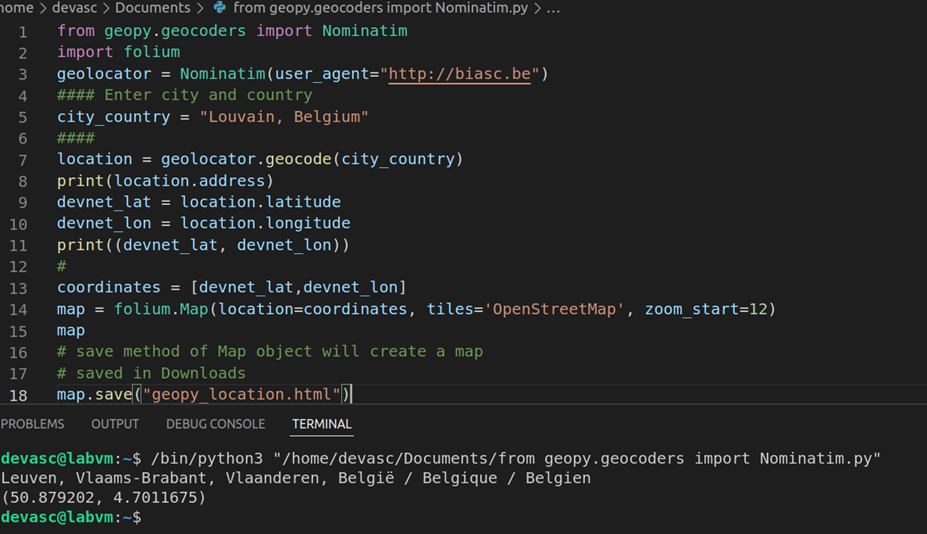 home > devasc > Documents > from geopy.geocoders import Nominatim.py > ...
1 from geopy.geocoders import Nominatim
2 import folium
3 geolocator = Nominatim(user_agent="http://biasc.be")
4 #### Enter city and country
5 city_country = "Louvain, Belgium"
6 ####
7 location = geolocator.geocode(city_country)
8 print(location.address)
9 devnet_lat = location.latitude
10 devnet_lon = location.longitude
11 print((devnet_lat, devnet_lon))
12 #
13 coordinates = [devnet_lat,devnet_lon]
14 map = folium.Map(location=coordinates, tiles='OpenStreetMap', zoom_start=12)
15 map
16 # save method of Map object will create a map
17 # saved in Downloads
18 map.save("geopy_location.html")
PROBLEMS OUTPUT DEBUG CONSOLE TERMINAL
devasc@labvm:~$ /bin/python3 "/home/devasc/Documents/from geopy.geocoders import Nominatim.py"
Leuven, Vlaams-Brabant, Vlaanderen, België / Belgique / Belgien
(50.879202, 4.7011675)
devasc@labvm:~$